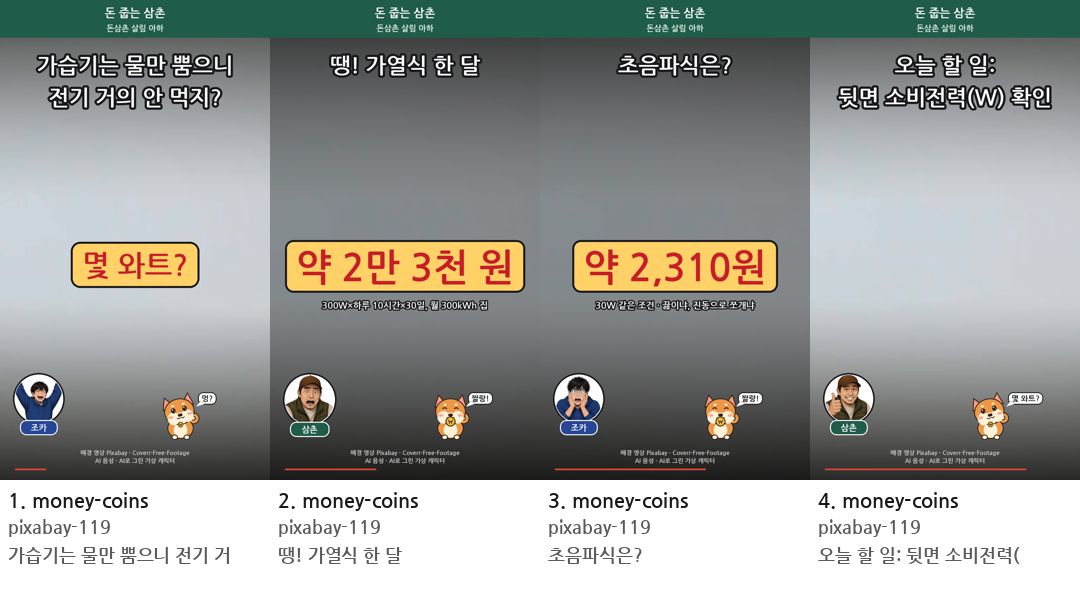 돈 줍는 삼촌
돈삼촌 살림 아하
가습기는 물만 뿜으니
전기 거의 안 먹지?
몇 와트?
멍?
조카
배경 영상 Pixabay · Coverr-Free-Footage
AI 음성 · AI로 그린 가상 캐릭터
1. money-coins
pixabay-119
가습기는 물만 뿜으니 전기 거
돈 줍는 삼촌
돈삼촌 살림 아하
땡! 가열식 한 달
약 2만 3천 원
300W×하루 10시간×30일, 월 300kWh 집
짤랑!
삼촌
배경 영상 Pixabay · Coverr-Free-Footage
AI 음성 · AI로 그린 가상 캐릭터
2. money-coins
pixabay-119
땡! 가열식 한 달
돈 줍는 삼촌
돈삼촌 살림 아하
초음파식은?
약 2,310원
30W 같은 조건 · 끓이냐, 진동으로 쪼개냐
짤랑!
조카
배경 영상 Pixabay · Coverr-Free-Footage
AI 음성 · AI로 그린 가상 캐릭터
3. money-coins
pixabay-119
초음파식은?
돈 줍는 삼촌
돈삼촌 살림 아하
오늘 할 일:
뒷면 소비전력(W) 확인
몇 와트?
삼촌
배경 영상 Pixabay · Coverr-Free-Footage
AI 음성 · AI로 그린 가상 캐릭터
4. money-coins
pixabay-119
오늘 할 일: 뒷면 소비전력(